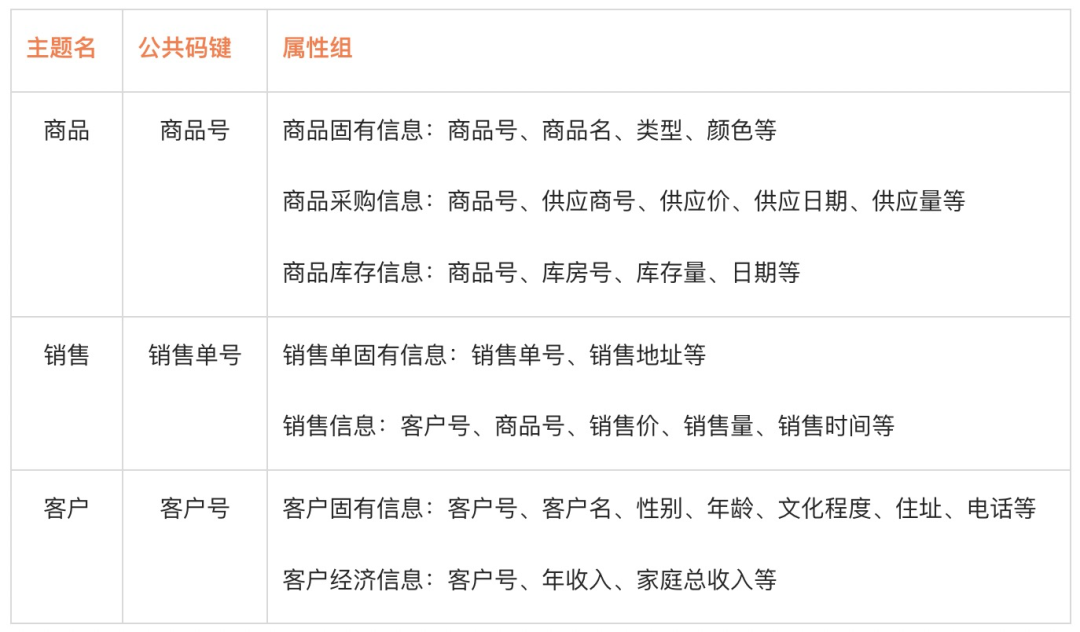 主题名 公共码键 属性组
商品 商品号 商品固有信息：商品号、商品名、类型、颜色等
商品采购信息：商品号、供应商号、供应价、供应日期、供应量等
商品库存信息：商品号、库房号、库存量、日期等
销售 销售单号 销售单固有信息：销售单号、销售地址等
销售信息：客户号、商品号、销售价、销售量、销售时间等
客户 客户号 客户固有信息：客户号、客户名、性别、年龄、文化程度、住址、电话等
客户经济信息：客户号、年收入、家庭总收入等